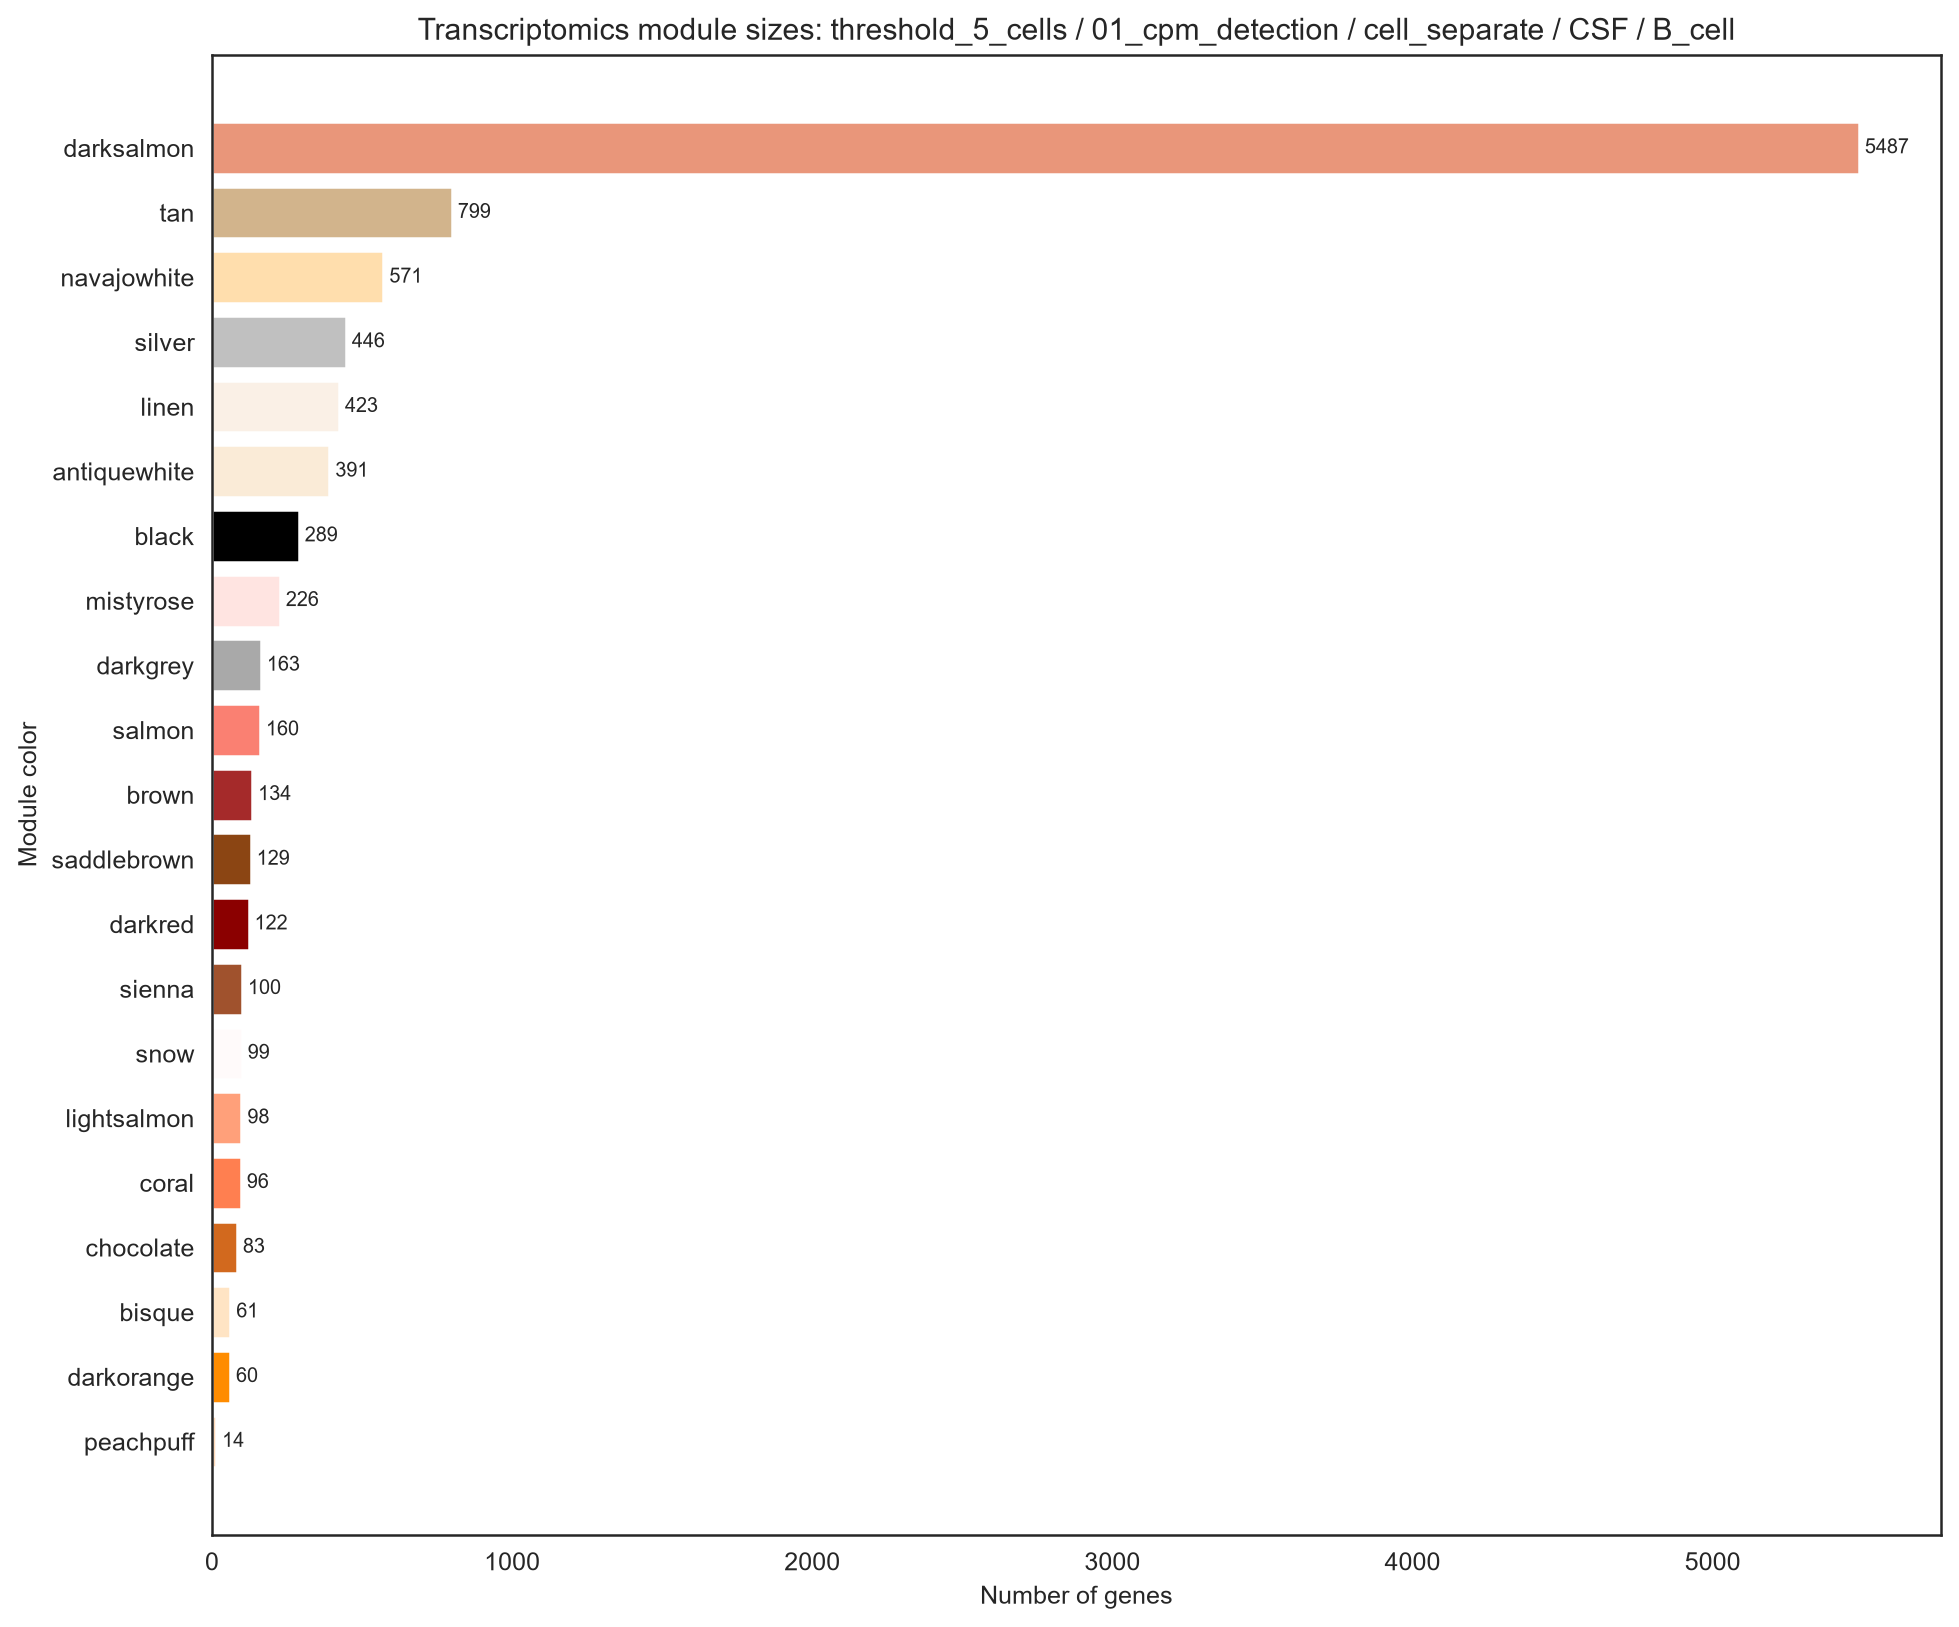 Transcriptomics module sizes: threshold_5_cells / 01_cpm_detection / cell_separate / CSF / B_cell
Module color
darksalmon 5487
tan 799
navajowhite 571
silver 446
linen 423
antiquewhite 391
black 289
mistyrose 226
darkgrey 163
salmon 160
brown 134
saddlebrown 129
darkred 122
sienna 100
snow 99
lightsalmon 98
coral 96
chocolate 83
bisque 61
darkorange 60
peachpuff 14
0 1000 2000 3000 4000 5000
Number of genes